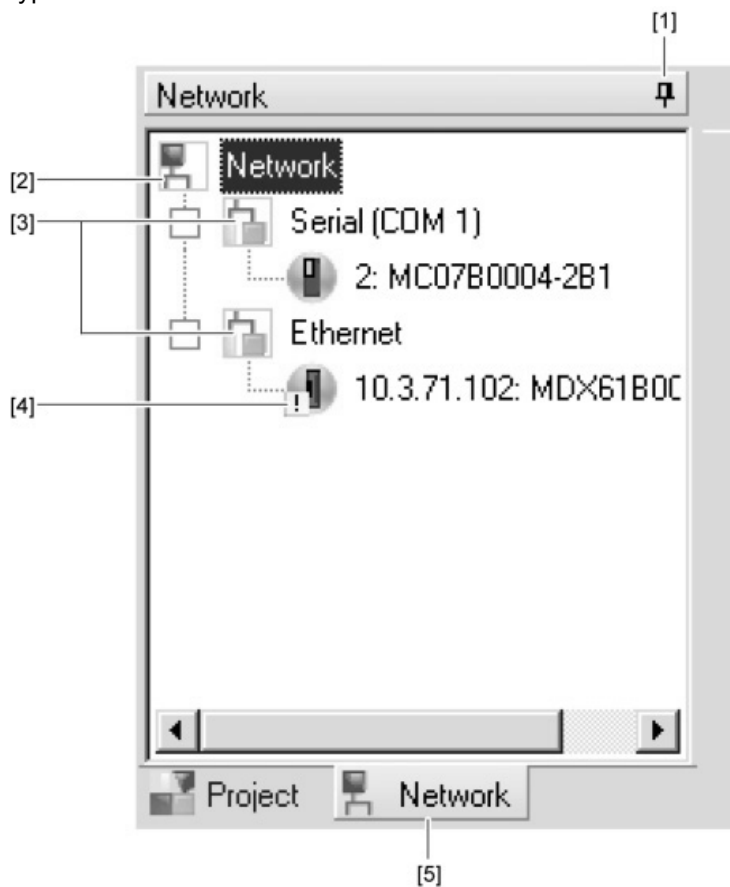 [1]
Network
[2] Network
[3] Serial (COM 1)
2: MC07B0004-2B1
Ethernet
[4] ! 10.3.71.102: MDX61B0
Project Network
[5]